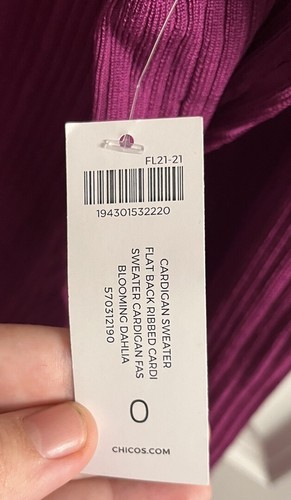 FL21-21
194301532220
CARDIGAN SWEATER
FLAT BACK RIBBED CARDI
SWEATER CARDIGAN FAS
BLOOMING DAHLIA
570312190
0
CHICOS.COM